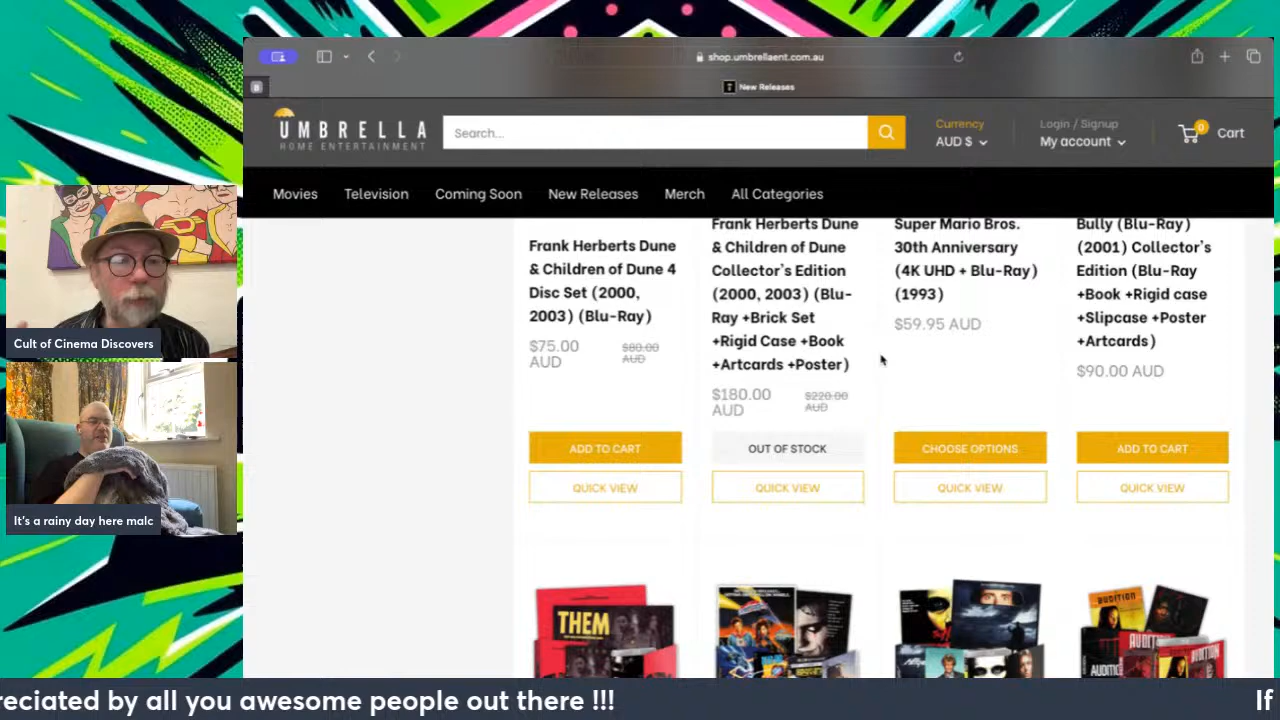 shop.umbrellaent.com.au
New Releases
UMBRELLA
HOME ENTERTAINMENT
Search...
Currency
AUD $
Login / Signup
My account
0
Cart
Movies
Television
Coming Soon
New Releases
Merch
All Categories
Frank Herberts Dune
& Children of Dune 4
Disc Set (2000,
2003) (Blu-Ray)
$75.00
AUD
$80.00
AUD
ADD TO CART
QUICK VIEW
Frank Herberts Dune
& Children of Dune
Collector's Edition
(2000, 2003) (Blu-
Ray +Brick Set
+Rigid Case +Book
+Artcards +Poster)
$180.00
AUD
$220.00
AUD
OUT OF STOCK
QUICK VIEW
Super Mario Bros.
30th Anniversary
(4K UHD + Blu-Ray)
(1993)
$59.95 AUD
CHOOSE OPTIONS
QUICK VIEW
Bully (Blu-Ray)
(2001) Collector's
Edition (Blu-Ray
+Book +Rigid case
+Slipcase +Poster
+Artcards)
$90.00 AUD
ADD TO CART
QUICK VIEW
THEM
AUDITION
AUDITION
Cult of Cinema Discovers
It's a rainy day here malc
reciated by all you awesome people out there !!!
If